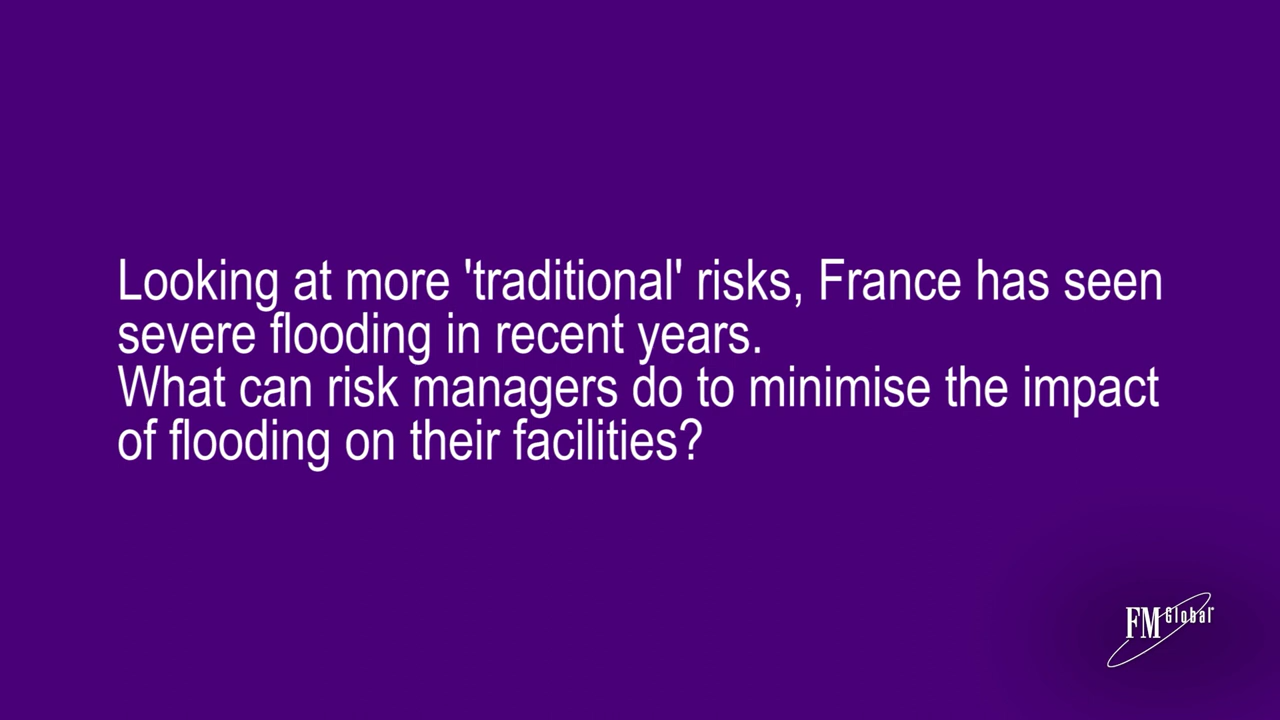 Looking at more 'traditional' risks, France has seen
severe flooding in recent years.
What can risk managers do to minimise the impact
of flooding on their facilities?
FM Global